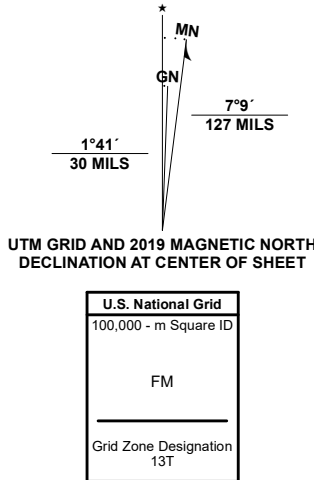 ★
MN
GN
7°9´
127 MILS
1°41´
30 MILS
UTM GRID AND 2019 MAGNETIC NORTH
DECLINATION AT CENTER OF SHEET
U.S. National Grid
100,000 - m Square ID
FM
Grid Zone Designation
13T